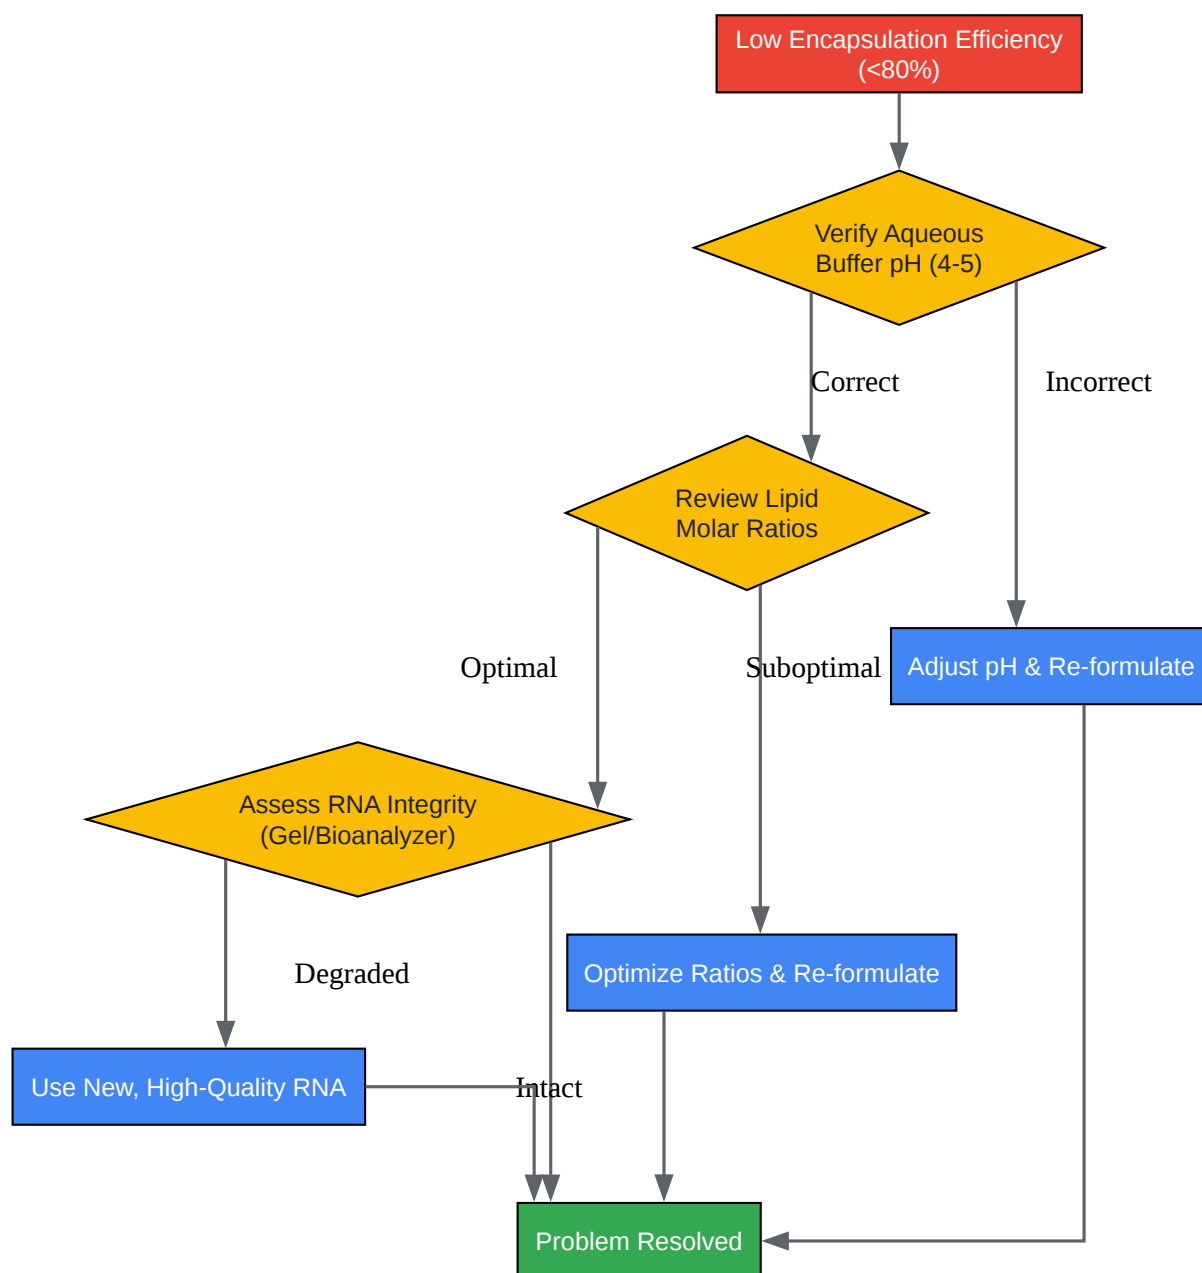 Low Encapsulation Efficiency
(<80%)
Verify Aqueous
Buffer pH (4-5)
Correct
Incorrect
Review Lipid
Molar Ratios
Optimal
Suboptimal
Adjust pH & Re-formulate
Assess RNA Integrity
(Gel/Bioanalyzer)
Degraded
Optimize Ratios & Re-formulate
Use New, High-Quality RNA
Intact
Problem Resolved